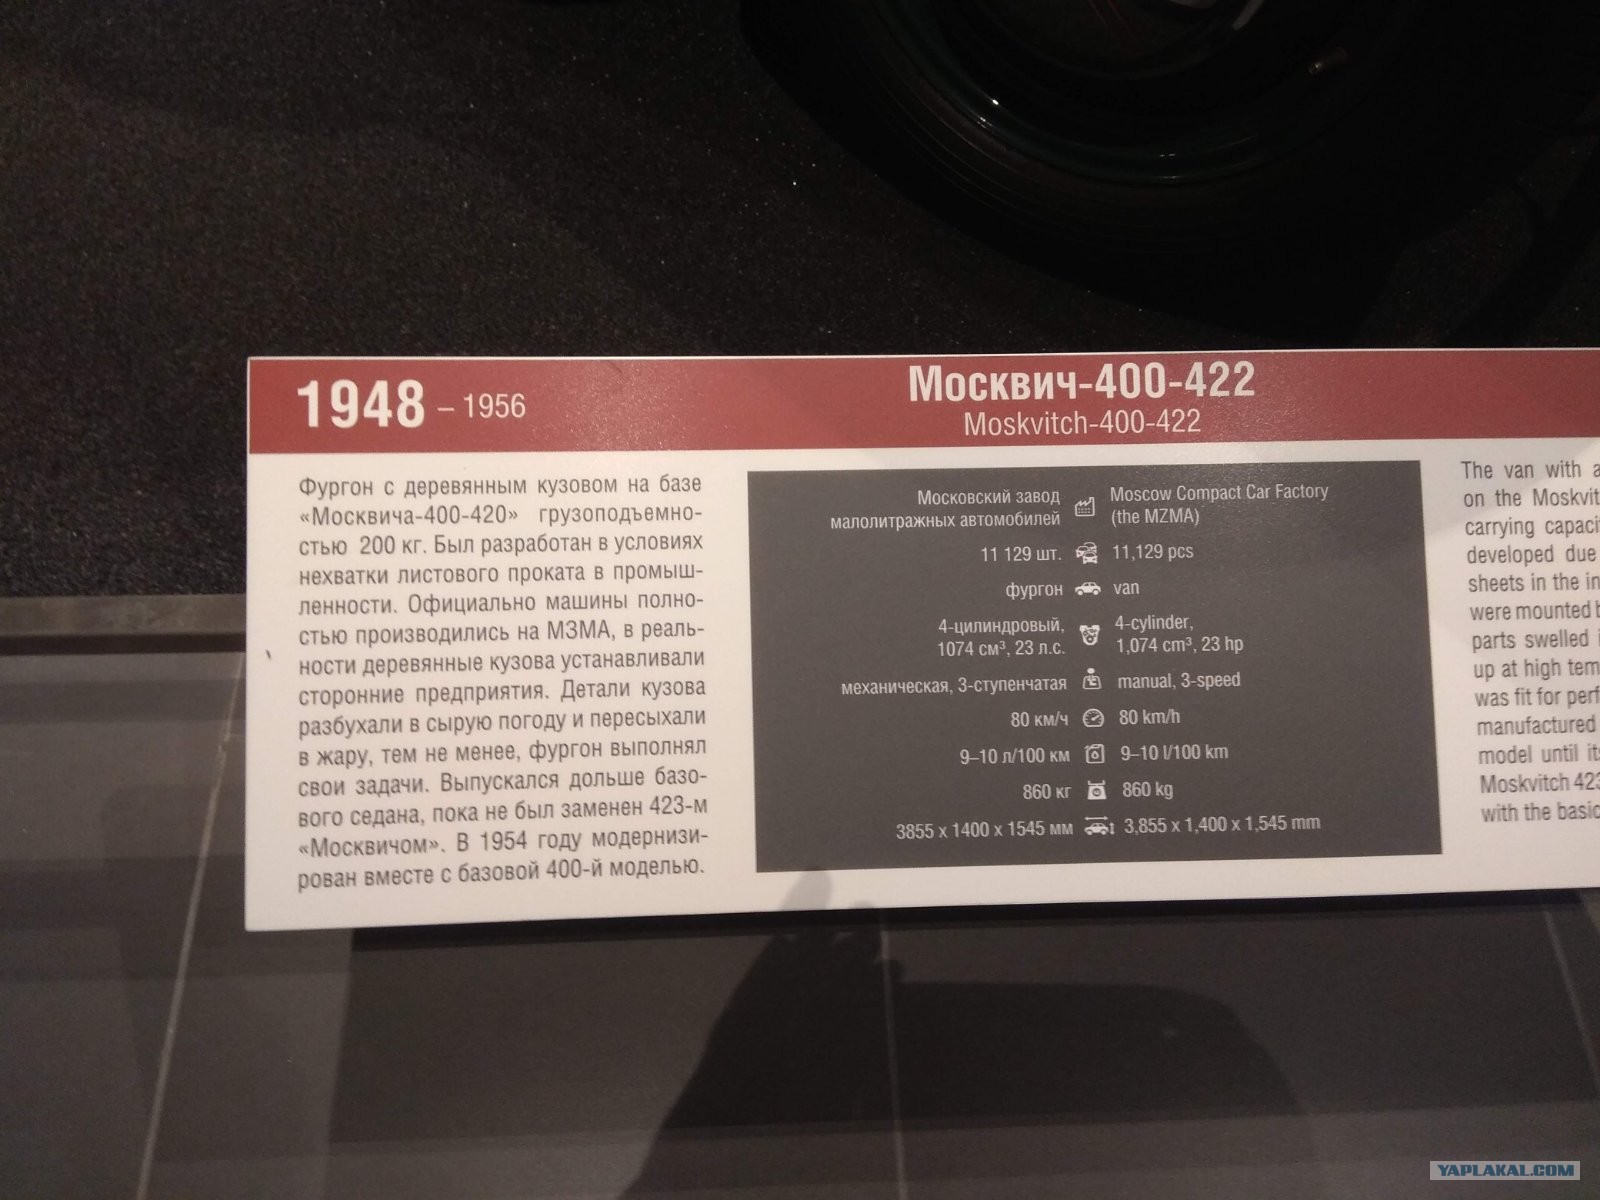 1948 – 1956
Москвич-400-422
Moskvitch-400-422
Фургон с деревянным кузовом на базе
«Москвича-400-420» грузоподъемно-
стью 200 кг. Был разработан в условиях
нехватки листового проката в промыш-
ленности. Официально машины полно-
стью производились на МЗМА, в реаль-
ности деревянные кузова устанавливали
сторонние предприятия. Детали кузова
разбухали в сырую погоду и пересыхали
в жару, тем не менее, фургон выполнял
свои задачи. Выпускался дольше базо-
вого седана, пока не был заменен 423-м
«Москвичом». В 1954 году модернизи-
рован вместе с базовой 400-й моделью.
Московский завод
малолитражных автомобилей
Moscow Compact Car Factory
(the MZMA)
11 129 шт. 11,129 pcs
фургон van
4-цилиндровый,
1074 см³, 23 л.с.
4-cylinder,
1,074 cm³, 23 hp
механическая, 3-ступенчатая manual, 3-speed
80 км/ч 80 km/h
9–10 л/100 км 9–10 l/100 km
860 кг 860 kg
3855 x 1400 x 1545 мм 3,855 x 1,400 x 1,545 mm
The van with
on the
carrying
developed due
sheets in the
were mounted
parts swelled
up at high
was fit for
manufactured
model until
Moskvitch
with the
YAPLAKAL.COM